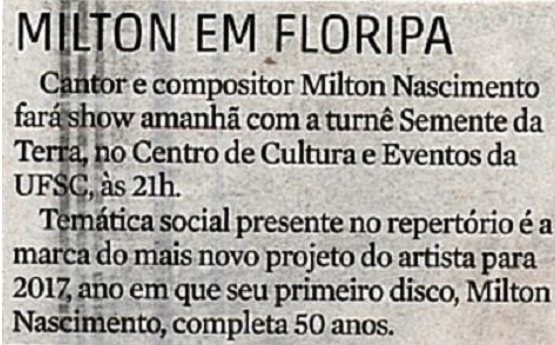 MILTON EM FLORIPA
Cantor e compositor Milton Nascimento
fará show amanhã com a turnê Semente da
Terra, no Centro de Cultura e Eventos da
UFSC, às 21h.
Temática social presente no repertório é a
marca do mais novo projeto do artista para
2017, ano em que seu primeiro disco, Milton
Nascimento, completa 50 anos.